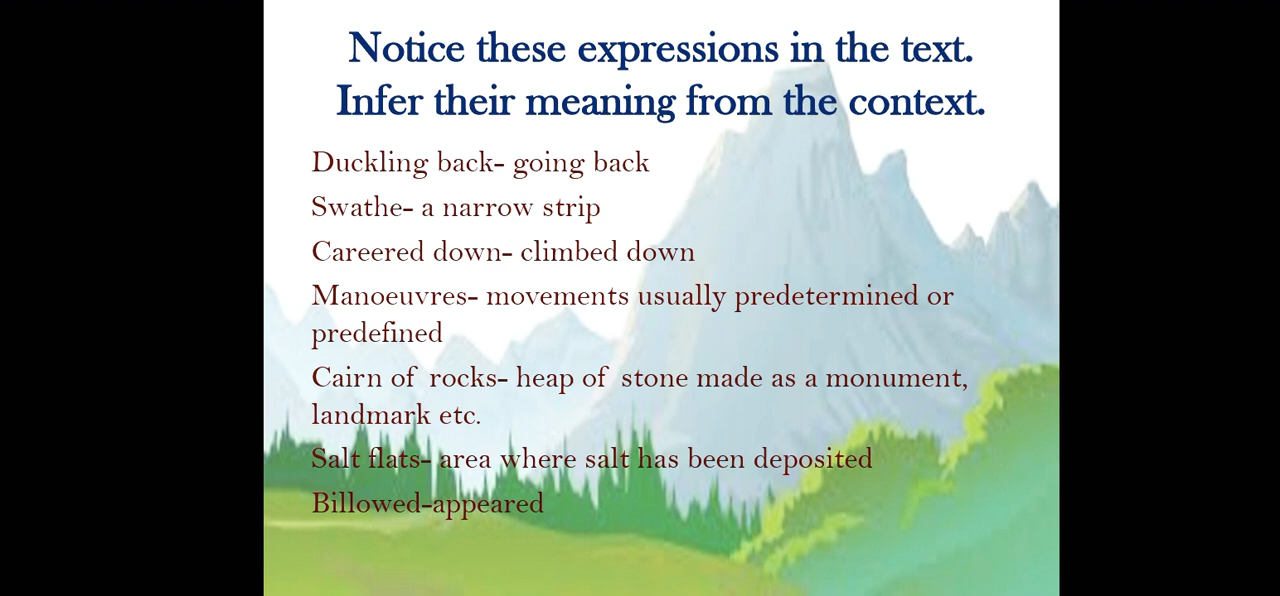 Notice these expressions in the text.
Infer their meaning from the context.
Duckling back- going back
Swathe- a narrow strip
Careered down- climbed down
Manoeuvres- movements usually predetermined or
predefined
Cairn of rocks- heap of stone made as a monument,
landmark etc.
Salt flats- area where salt has been deposited
Billowed-appeared